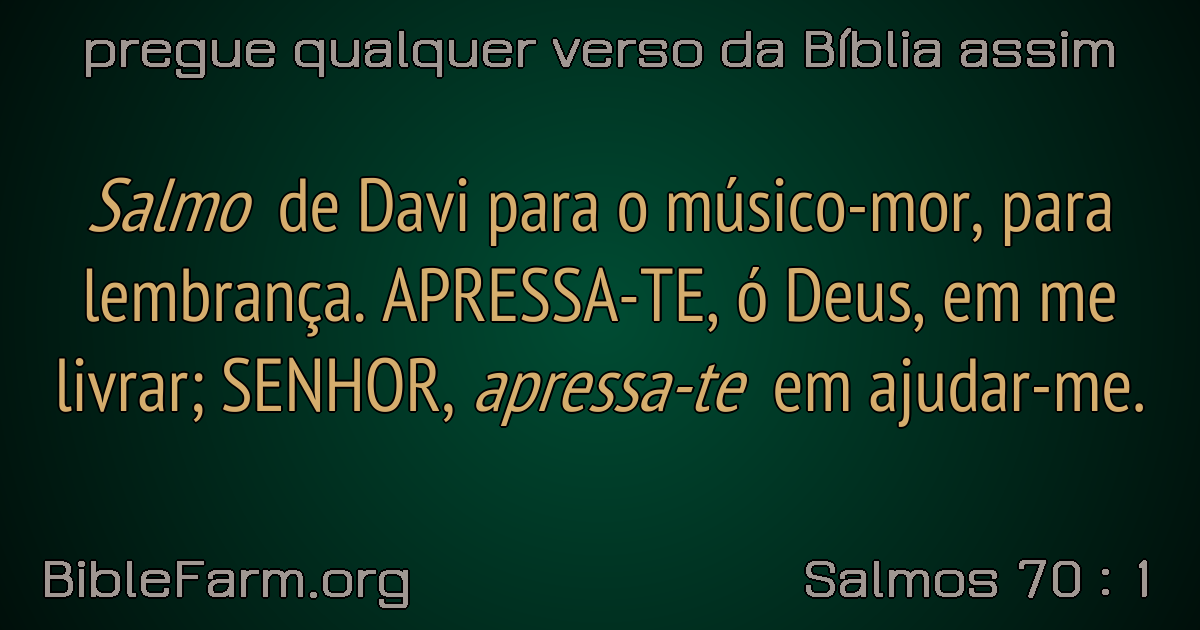 pregue qualquer verso da Bíblia assim
Salmo de Davi para o músico-mor, para
lembrança. APRESSA-TE, ó Deus, em me
livrar; SENHOR, apressa-te em ajudar-me.
BibleFarm.org
Salmos 70 : 1